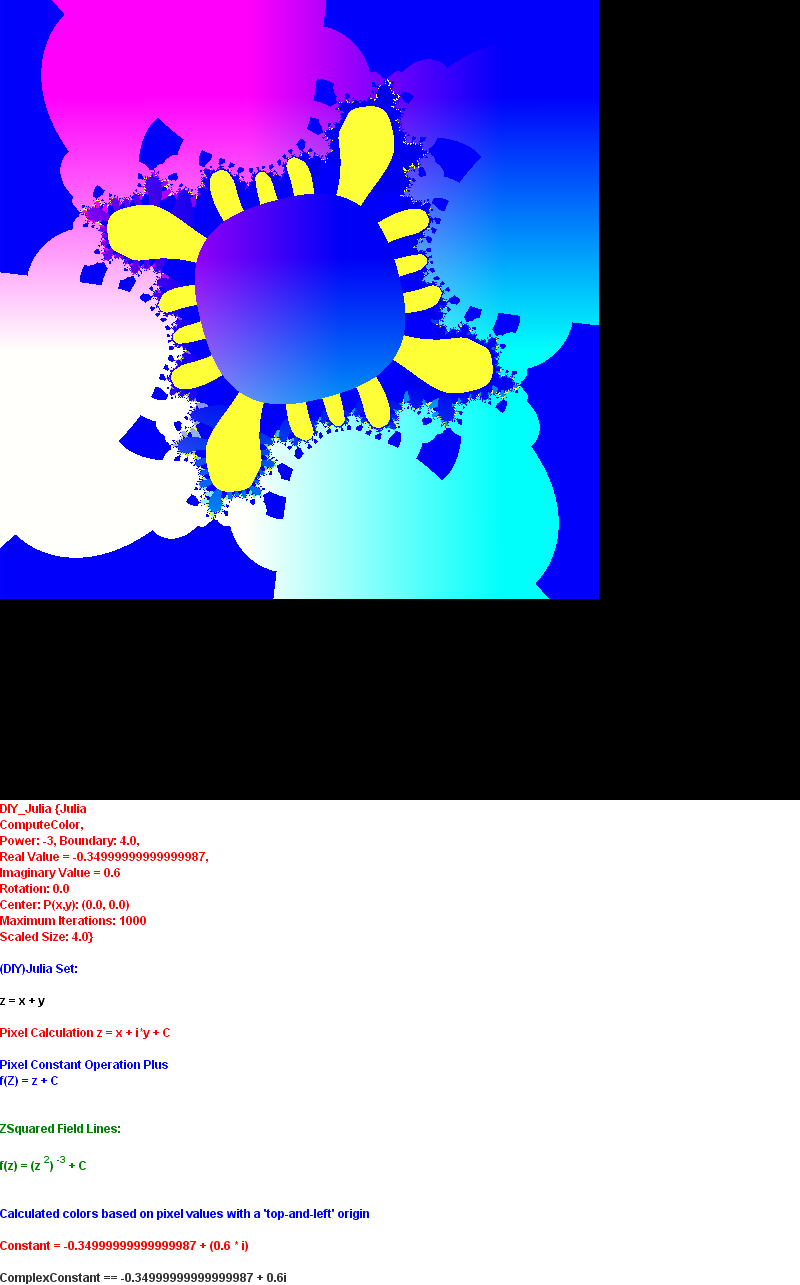 DIY_Julia {Julia
ComputeColor,
Power: -3, Boundary: 4.0,
Real Value = -0.34999999999999987,
Imaginary Value = 0.6
Rotation: 0.0
Center: P(x,y): (0.0, 0.0)
Maximum Iterations: 1000
Scaled Size: 4.0}
(DIY)Julia Set:
z = x + y
Pixel Calculation z = x + i*y + C
Pixel Constant Operation Plus
f(Z) = z + C
ZSquared Field Lines:
f(z) = (z ²) ⁻³ + C
Calculated colors based on pixel values with a 'top-and-left' origin
Constant = -0.34999999999999987 + (0.6 * i)
ComplexConstant == -0.34999999999999987 + 0.6i